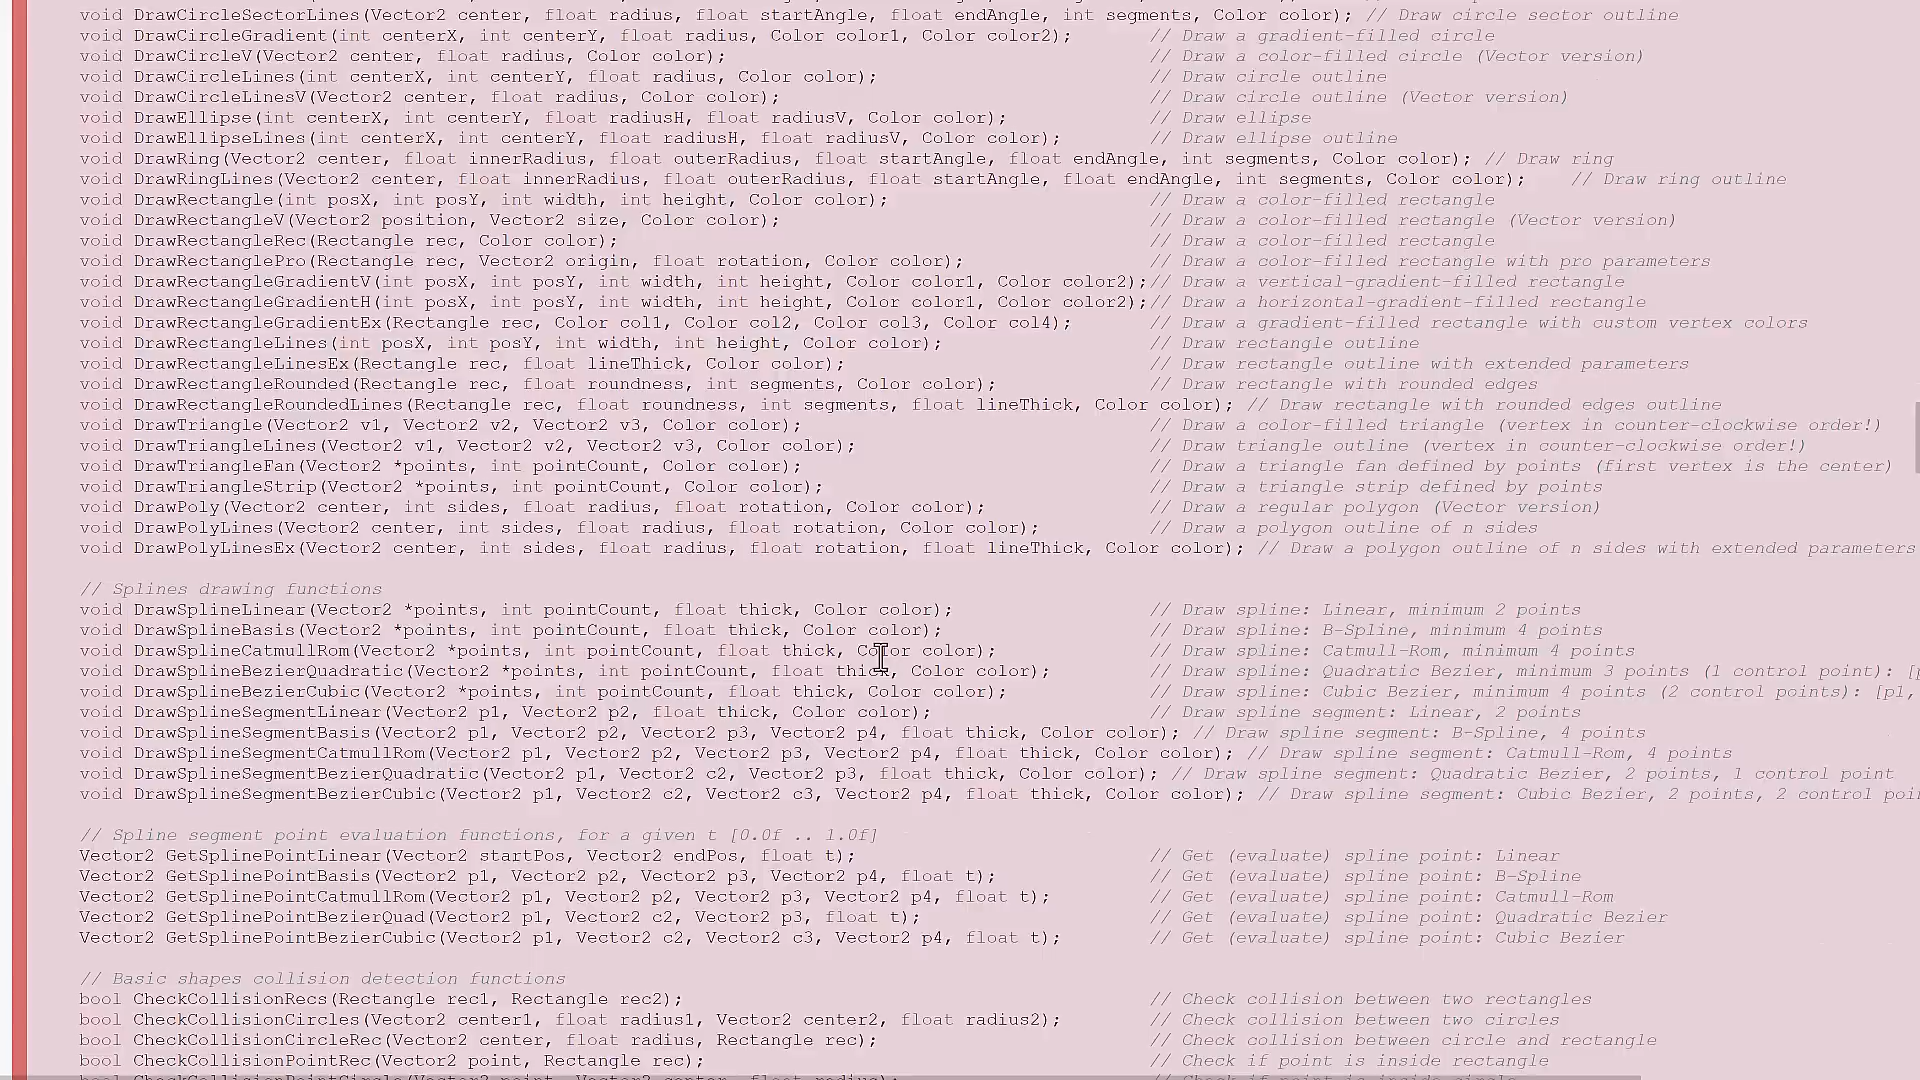 void DrawCircleSectorLines(Vector2 center, float radius, float startAngle, float endAngle, int segments, Color color); // Draw circle sector outline
void DrawCircleGradient(int centerX, int centerY, float radius, Color color1, Color color2); // Draw a gradient-filled circle
void DrawCircleV(Vector2 center, float radius, Color color); // Draw a color-filled circle (Vector version)
void DrawCircleLines(int centerX, int centerY, float radius, Color color); // Draw circle outline
void DrawCircleLinesV(Vector2 center, float radius, Color color); // Draw circle outline (Vector version)
void DrawEllipse(int centerX, int centerY, float radiusH, float radiusV, Color color); // Draw ellipse
void DrawEllipseLines(int centerX, int centerY, float radiusH, float radiusV, Color color); // Draw ellipse outline
void DrawRing(Vector2 center, float innerRadius, float outerRadius, float startAngle, float endAngle, int segments, Color color); // Draw ring
void DrawRingLines(Vector2 center, float innerRadius, float outerRadius, float startAngle, float endAngle, int segments, Color color); // Draw ring outline
void DrawRectangle(int posX, int posY, int width, int height, Color color); // Draw a color-filled rectangle
void DrawRectangleV(Vector2 position, Vector2 size, Color color); // Draw a color-filled rectangle (Vector version)
void DrawRectangleRec(Rectangle rec, Color color); // Draw a color-filled rectangle
void DrawRectanglePro(Rectangle rec, Vector2 origin, float rotation, Color color); // Draw a color-filled rectangle with pro parameters
void DrawRectangleGradientV(int posX, int posY, int width, int height, Color color1, Color color2);// Draw a vertical-gradient-filled rectangle
void DrawRectangleGradientH(int posX, int posY, int width, int height, Color color1, Color color2);// Draw a horizontal-gradient-filled rectangle
void DrawRectangleGradientEx(Rectangle rec, Color col1, Color col2, Color col3, Color col4); // Draw a gradient-filled rectangle with custom vertex colors
void DrawRectangleLines(int posX, int posY, int width, int height, Color color); // Draw rectangle outline
void DrawRectangleLinesEx(Rectangle rec, float lineThick, Color color); // Draw rectangle outline with extended parameters
void DrawRectangleRounded(Rectangle rec, float roundness, int segments, Color color); // Draw rectangle with rounded edges
void DrawRectangleRoundedLines(Rectangle rec, float roundness, int segments, float lineThick, Color color); // Draw rectangle with rounded edges outline
void DrawTriangle(Vector2 v1, Vector2 v2, Vector2 v3, Color color); // Draw a color-filled triangle (vertex in counter-clockwise order!)
void DrawTriangleLines(Vector2 v1, Vector2 v2, Vector2 v3, Color color); // Draw triangle outline (vertex in counter-clockwise order!)
void DrawTriangleFan(Vector2 *points, int pointCount, Color color); // Draw a triangle fan defined by points (first vertex is the center)
void DrawTriangleStrip(Vector2 *points, int pointCount, Color color); // Draw a triangle strip defined by points
void DrawPoly(Vector2 center, int sides, float radius, float rotation, Color color); // Draw a regular polygon (Vector version)
void DrawPolyLines(Vector2 center, int sides, float radius, float rotation, Color color); // Draw a polygon outline of n sides
void DrawPolyLinesEx(Vector2 center, int sides, float radius, float rotation, float lineThick, Color color); // Draw a polygon outline of n sides with extended parameters
// Splines drawing functions
void DrawSplineLinear(Vector2 *points, int pointCount, float thick, Color color); // Draw spline: Linear, minimum 2 points
void DrawSplineBasis(Vector2 *points, int pointCount, float thick, Color color); // Draw spline: B-Spline, minimum 4 points
void DrawSplineCatmullRom(Vector2 *points, int pointCount, float thick, Color color); // Draw spline: Catmull-Rom, minimum 4 points
void DrawSplineBezierQuadratic(Vector2 *points, int pointCount, float thick, Color color); // Draw spline: Quadratic Bezier, minimum 3 points (1 control point): [p
void DrawSplineBezierCubic(Vector2 *points, int pointCount, float thick, Color color); // Draw spline: Cubic Bezier, minimum 4 points (2 control points): [p1,
void DrawSplineSegmentLinear(Vector2 p1, Vector2 p2, float thick, Color color); // Draw spline segment: Linear, 2 points
void DrawSplineSegmentBasis(Vector2 p1, Vector2 p2, Vector2 p3, Vector2 p4, float thick, Color color); // Draw spline segment: B-Spline, 4 points
void DrawSplineSegmentCatmullRom(Vector2 p1, Vector2 p2, Vector2 p3, Vector2 p4, float thick, Color color); // Draw spline segment: Catmull-Rom, 4 points
void DrawSplineSegmentBezierQuadratic(Vector2 p1, Vector2 c2, Vector2 p3, float thick, Color color); // Draw spline segment: Quadratic Bezier, 2 points, 1 control point
void DrawSplineSegmentBezierCubic(Vector2 p1, Vector2 c2, Vector2 c3, Vector2 p4, float thick, Color color); // Draw spline segment: Cubic Bezier, 2 points, 2 control poi
// Spline segment point evaluation functions, for a given t [0.0f .. 1.0f]
Vector2 GetSplinePointLinear(Vector2 startPos, Vector2 endPos, float t); // Get (evaluate) spline point: Linear
Vector2 GetSplinePointBasis(Vector2 p1, Vector2 p2, Vector2 p3, Vector2 p4, float t); // Get (evaluate) spline point: B-Spline
Vector2 GetSplinePointCatmullRom(Vector2 p1, Vector2 p2, Vector2 p3, Vector2 p4, float t); // Get (evaluate) spline point: Catmull-Rom
Vector2 GetSplinePointBezierQuad(Vector2 p1, Vector2 c2, Vector2 p3, float t); // Get (evaluate) spline point: Quadratic Bezier
Vector2 GetSplinePointBezierCubic(Vector2 p1, Vector2 c2, Vector2 c3, Vector2 p4, float t); // Get (evaluate) spline point: Cubic Bezier
// Basic shapes collision detection functions
bool CheckCollisionRecs(Rectangle rec1, Rectangle rec2); // Check collision between two rectangles
bool CheckCollisionCircles(Vector2 center1, float radius1, Vector2 center2, float radius2); // Check collision between two circles
bool CheckCollisionCircleRec(Vector2 center, float radius, Rectangle rec); // Check collision between circle and rectangle
bool CheckCollisionPointRec(Vector2 point, Rectangle rec); // Check if point is inside rectangle